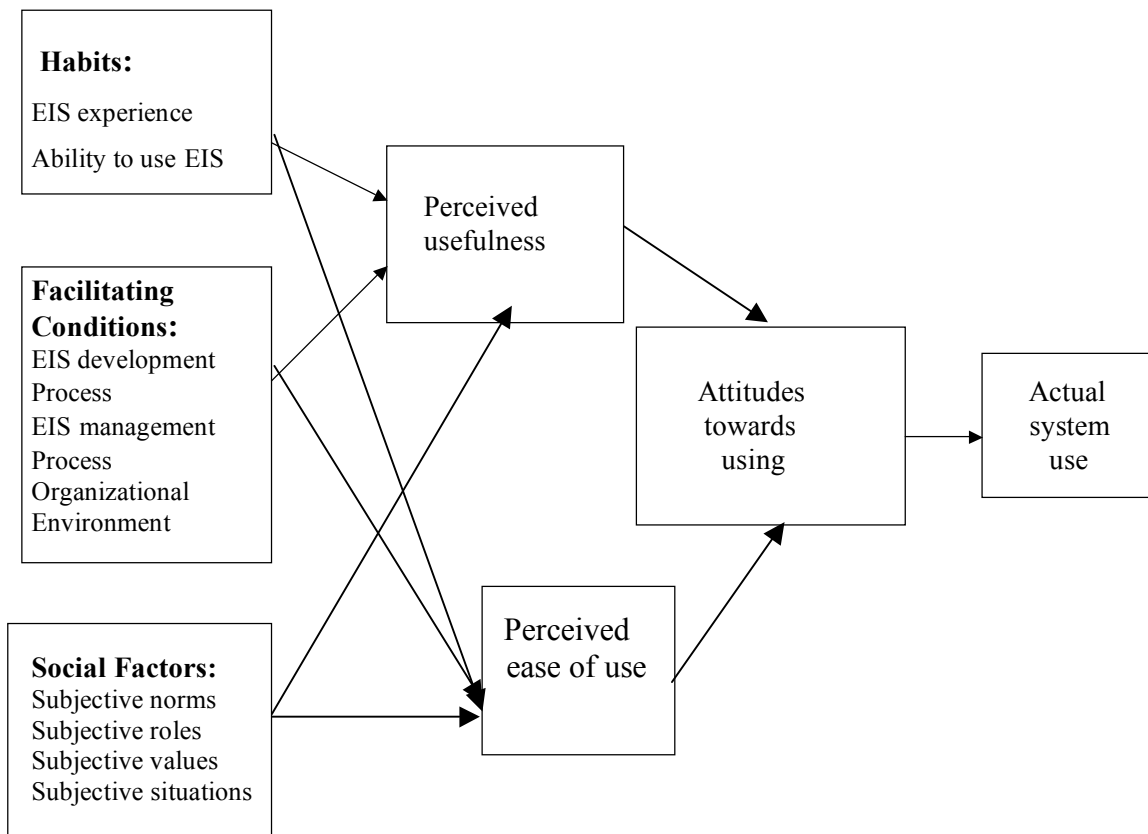 Habits:
EIS experience
Ability to use EIS
Perceived
usefulness
Facilitating
Conditions:
EIS development
Process
EIS management
Process
Organizational
Environment
Attitudes
towards
using
Actual
system
use
Perceived
ease of use
Social Factors:
Subjective norms
Subjective roles
Subjective values
Subjective situations